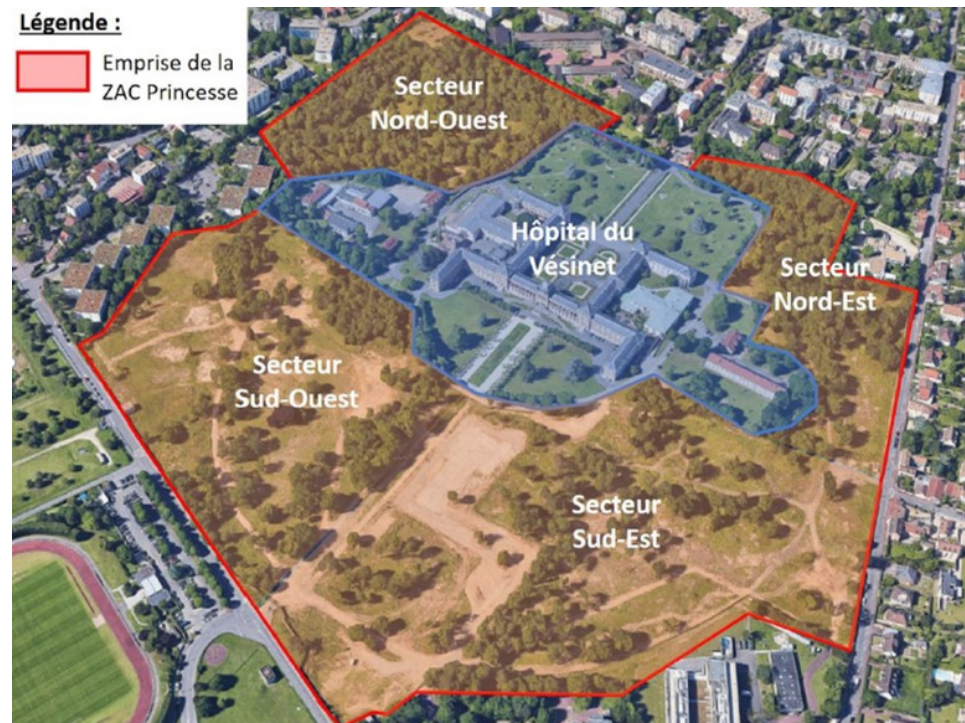 Légende :
Emprise de la
ZAC Princesse
Secteur
Nord-Ouest
Hôpital du
Vésinet
Secteur
Nord-Est
Secteur
Sud-Ouest
Secteur
Sud-Est